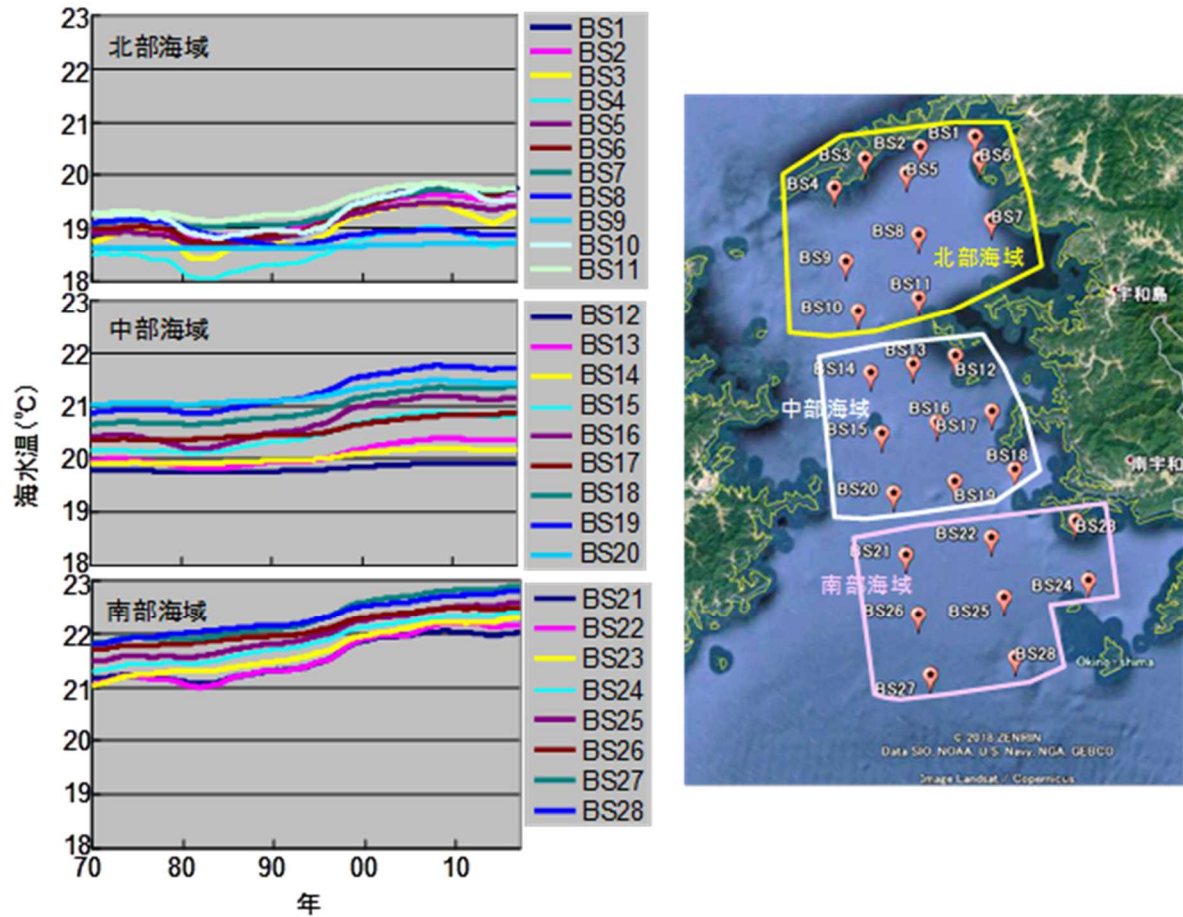 23
22
21
20
19
18
北部海域
BS1
BS2
BS3
BS4
BS5
BS6
BS7
BS8
BS9
BS10
BS11
23
22
21
20
19
18
中部海域
BS12
BS13
BS14
BS15
BS16
BS17
BS18
BS19
BS20
海水温(℃)
23
22
21
20
19
18
南部海域
BS21
BS22
BS23
BS24
BS25
BS26
BS27
BS28
70 80 90 00 10
年
BS1
BS2
BS3
BS6
BS5
BS4
BS7
BS8
北部海域
BS9
BS11
BS10
宇和島
BS13
BS14
BS12
中部海域
BS16
BS17
BS15
BS18
南宇和
BS20
BS19
BS22
BS23
BS21
南部海域
BS24
BS26
BS25
BS28
Okino-shima
BS27
© 2018 ZENRIN
Data SIO, NOAA, U.S. Navy, NGA, GEBCO
Image Landsat / Copernicus